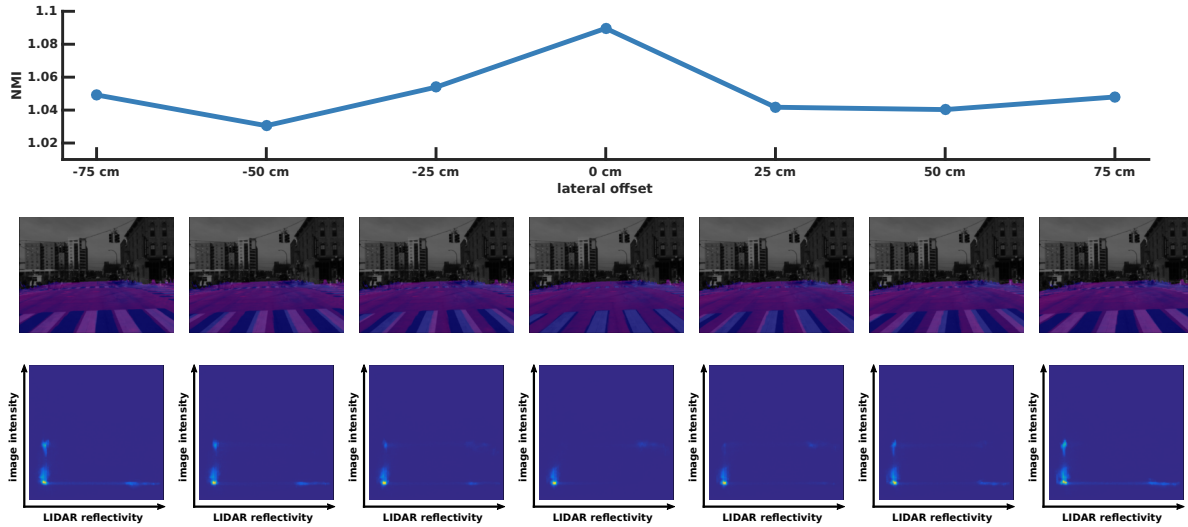 1.1
1.08
1.06
1.04
1.02
NMI
-75 cm -50 cm -25 cm 0 cm 25 cm 50 cm 75 cm
lateral offset
image intensity image intensity image intensity image intensity image intensity image intensity image intensity
LIDAR reflectivity LIDAR reflectivity LIDAR reflectivity LIDAR reflectivity LIDAR reflectivity LIDAR reflectivity LIDAR reflectivity